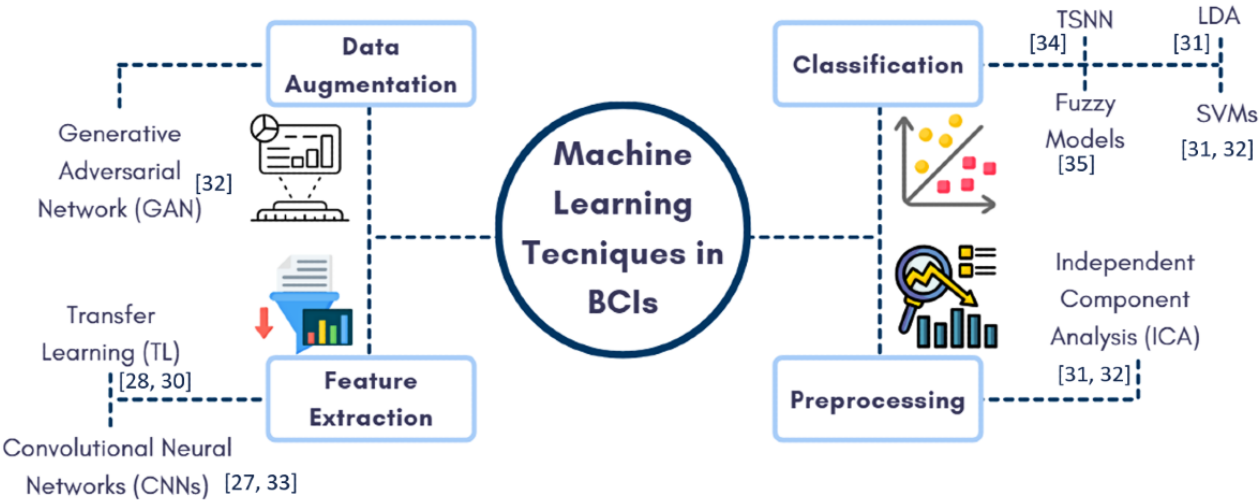 Data
Augmentation
Generative
Adversarial
Network (GAN)
[32]
Transfer
Learning (TL)
[28, 30]
Feature
Extraction
Convolutional Neural
Networks (CNNs)
[27, 33]
Machine
Learning
Tecniques in
BCIs
Classification
TSNN
[34]
LDA
[31]
Fuzzy
Models
[35]
SVMs
[31, 32]
Independent
Component
Analysis (ICA)
[31, 32]
Preprocessing